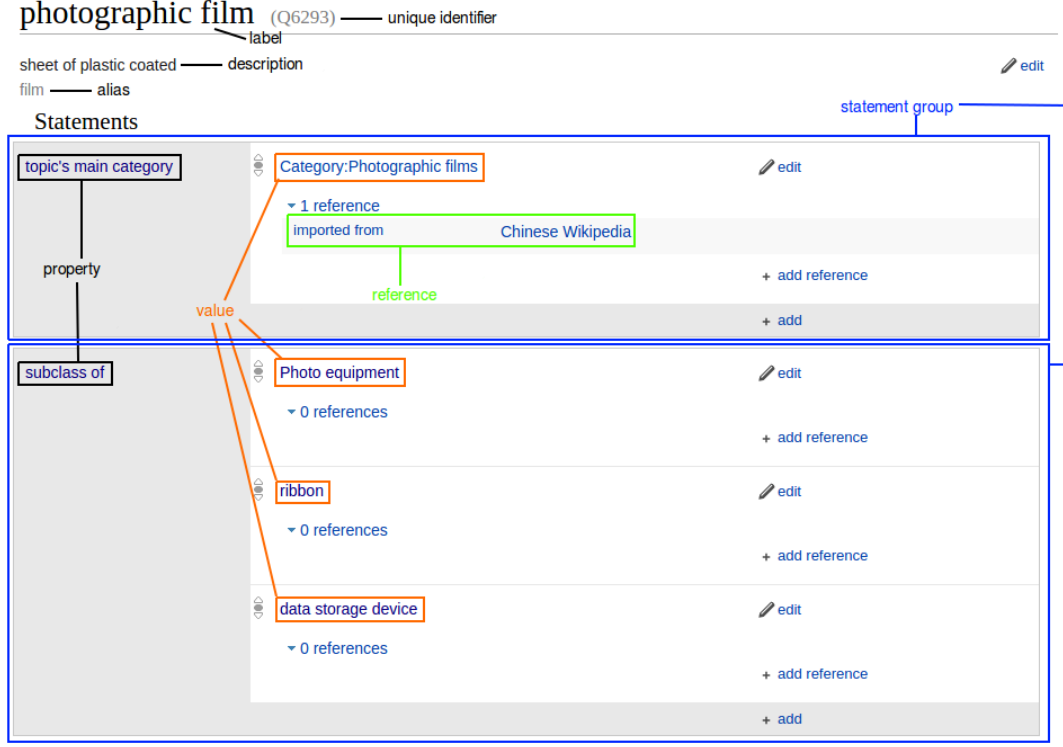 photographic film (Q6293) unique identifier
label
sheet of plastic coated description
edit
film alias
statement group
Statements
topic's main category
Category:Photographic films
edit
1 reference
imported from Chinese Wikipedia
property
+ add reference
reference
value
+ add
subclass of
Photo equipment
edit
0 references
+ add reference
ribbon
edit
0 references
+ add reference
data storage device
edit
0 references
+ add reference
+ add